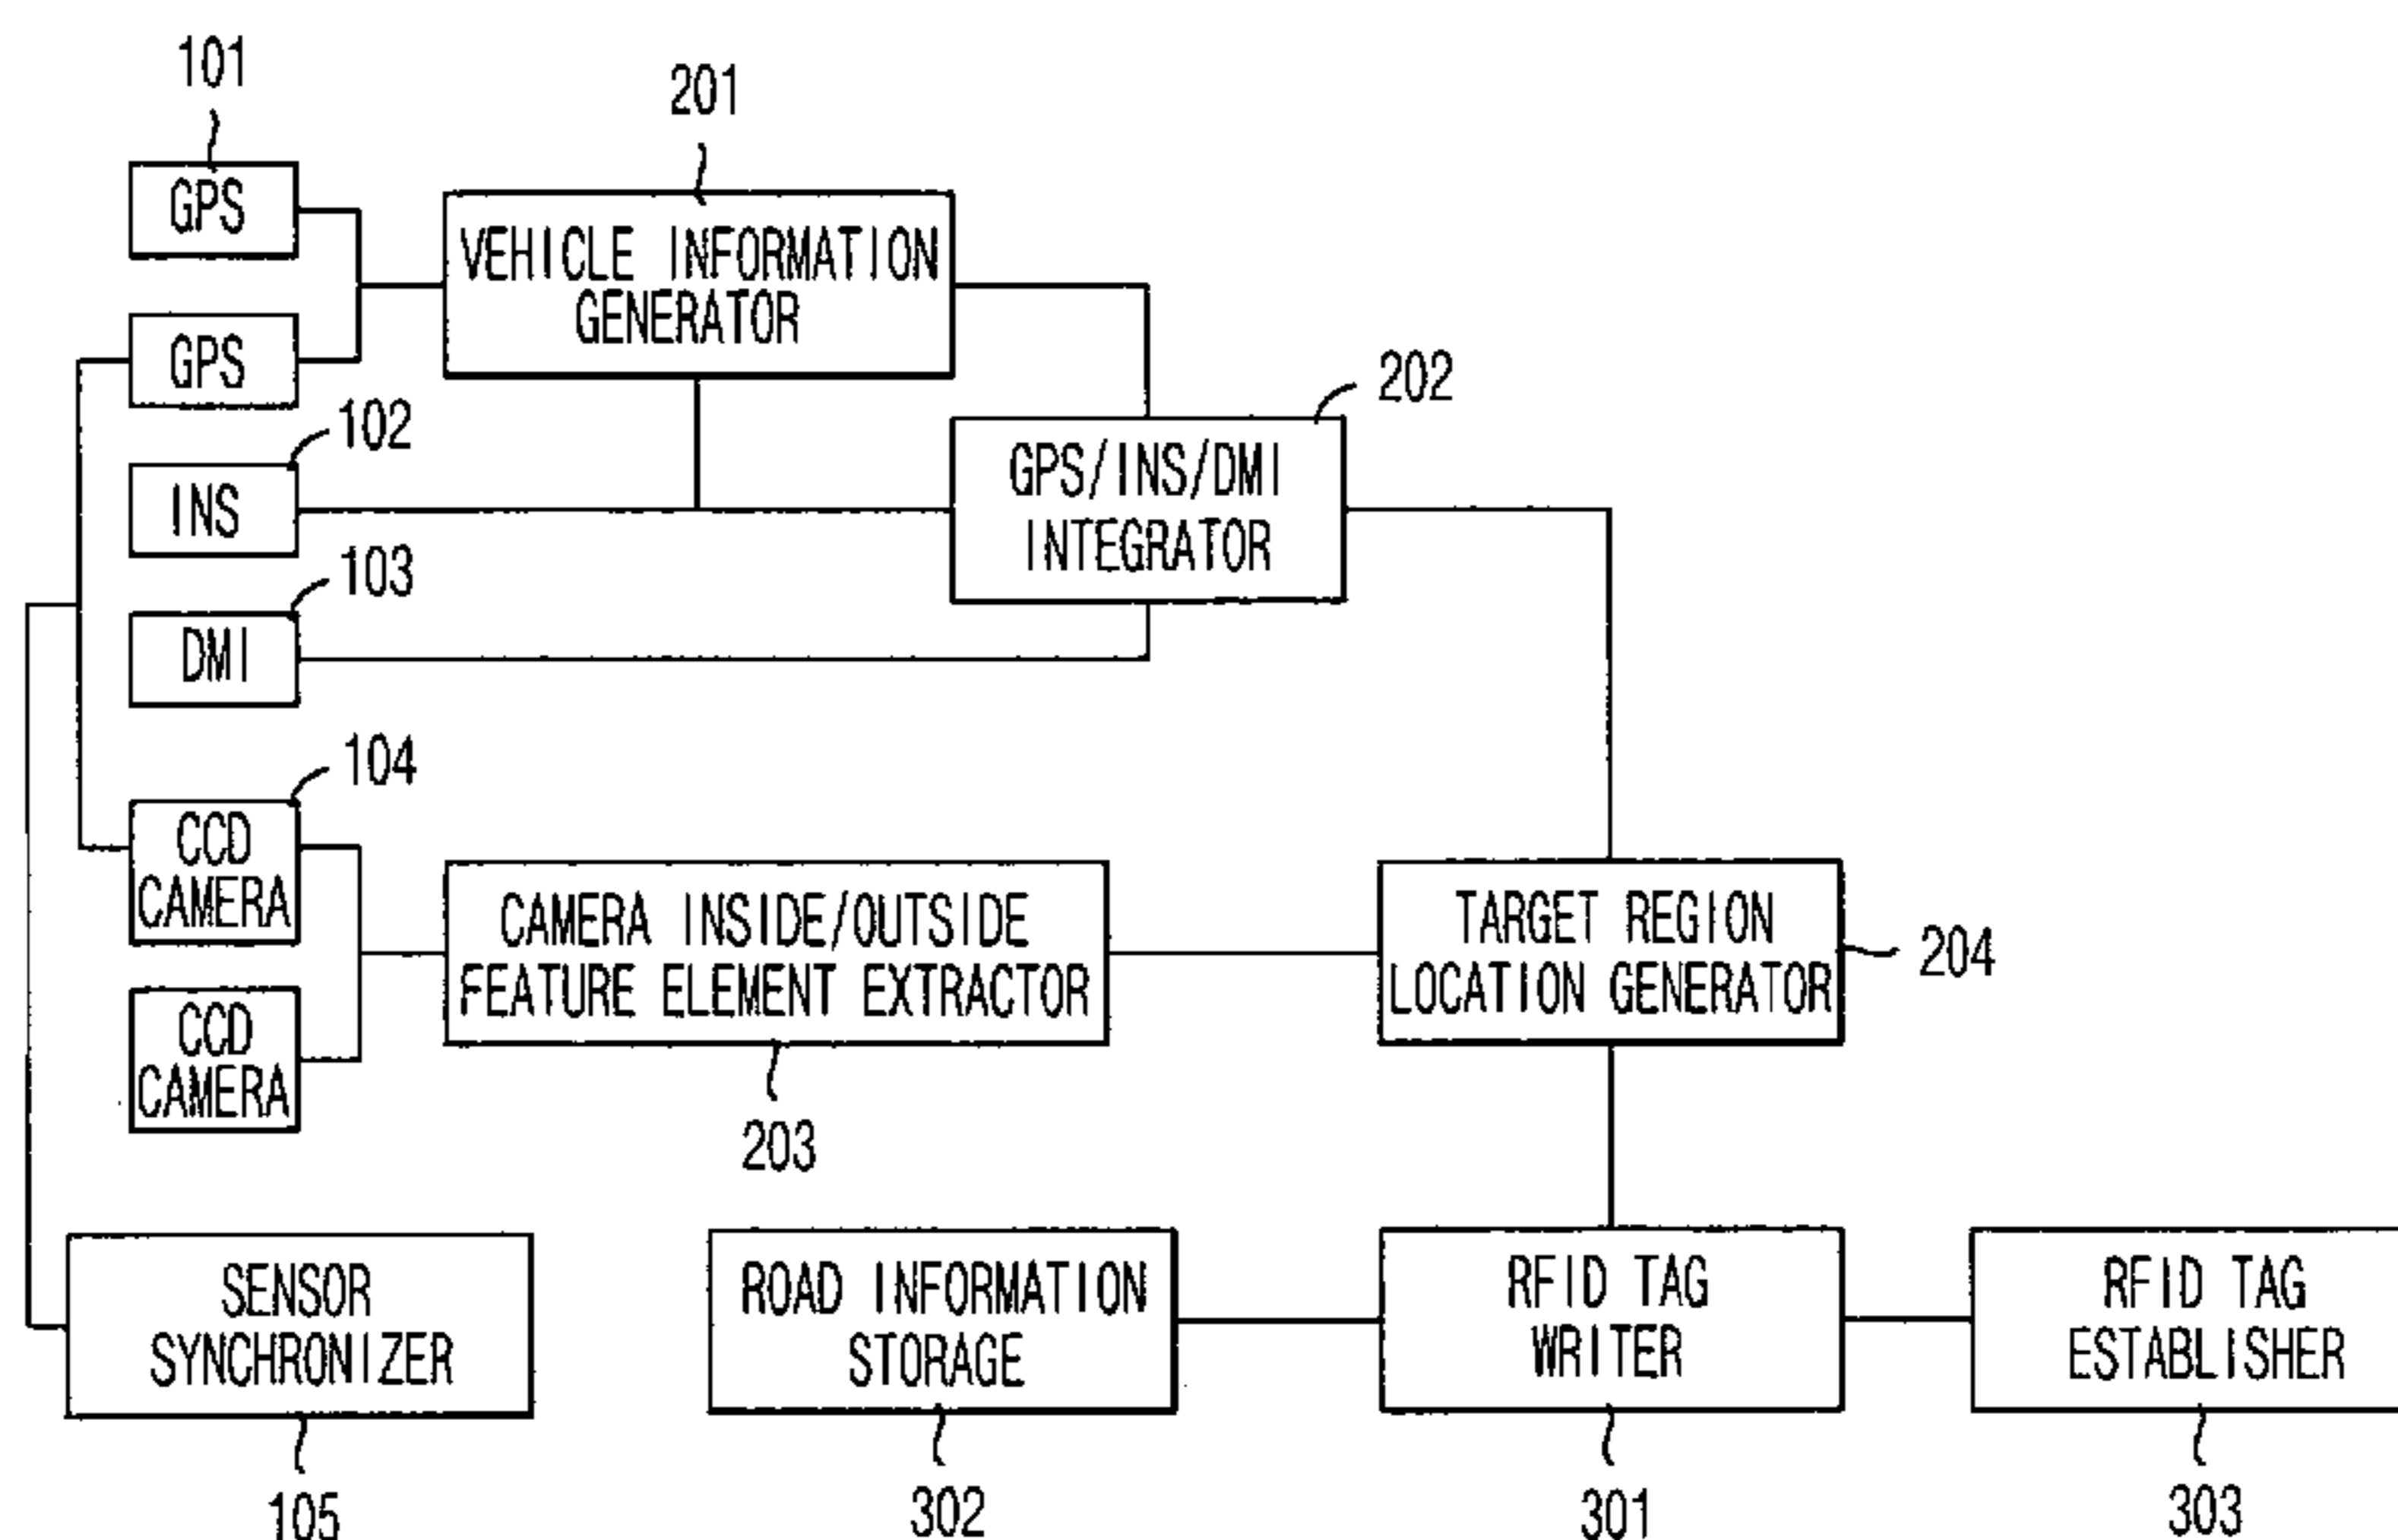 101
201
GPS
VEHICLE INFORMATION
GENERATOR
GPS
202
102
GPS/INS/DMI
INTEGRATOR
INS
103
DMI
104
CCD
CAMERA
CAMERA INSIDE/OUTSIDE
FEATURE ELEMENT EXTRACTOR
TARGET REGION
LOCATION GENERATOR
204
CCD
CAMERA
203
SENSOR
SYNCHRONIZER
ROAD INFORMATION
STORAGE
RFID TAG
WRITER
RFID TAG
ESTABLISHER
105
302
301
303